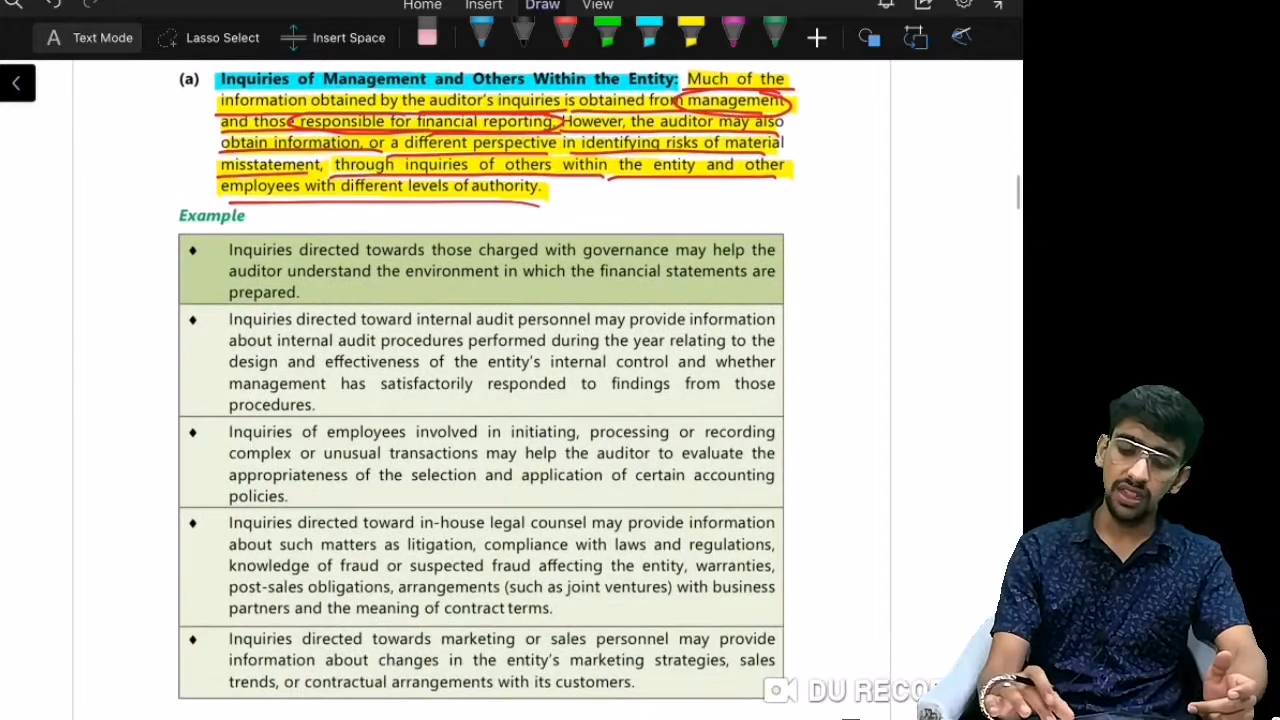 Home Insert Draw View
Text Mode Lasso Select Insert Space
(a) Inquiries of Management and Others Within the Entity: Much of the
information obtained by the auditor's inquiries is obtained from management
and those responsible for financial reporting. However, the auditor may also
obtain information, or a different perspective in identifying risks of material
misstatement, through inquiries of others within the entity and other
employees with different levels of authority.
Example
♦ Inquiries directed towards those charged with governance may help the
auditor understand the environment in which the financial statements are
prepared.
♦ Inquiries directed toward internal audit personnel may provide information
about internal audit procedures performed during the year relating to the
design and effectiveness of the entity's internal control and whether
management has satisfactorily responded to findings from those
procedures.
♦ Inquiries of employees involved in initiating, processing or recording
complex or unusual transactions may help the auditor to evaluate the
appropriateness of the selection and application of certain accounting
policies.
♦ Inquiries directed toward in-house legal counsel may provide information
about such matters as litigation, compliance with laws and regulations,
knowledge of fraud or suspected fraud affecting the entity, warranties,
post-sales obligations, arrangements (such as joint ventures) with business
partners and the meaning of contract terms.
♦ Inquiries directed towards marketing or sales personnel may provide
information about changes in the entity's marketing strategies, sales
trends, or contractual arrangements with its customers.
DU RECO